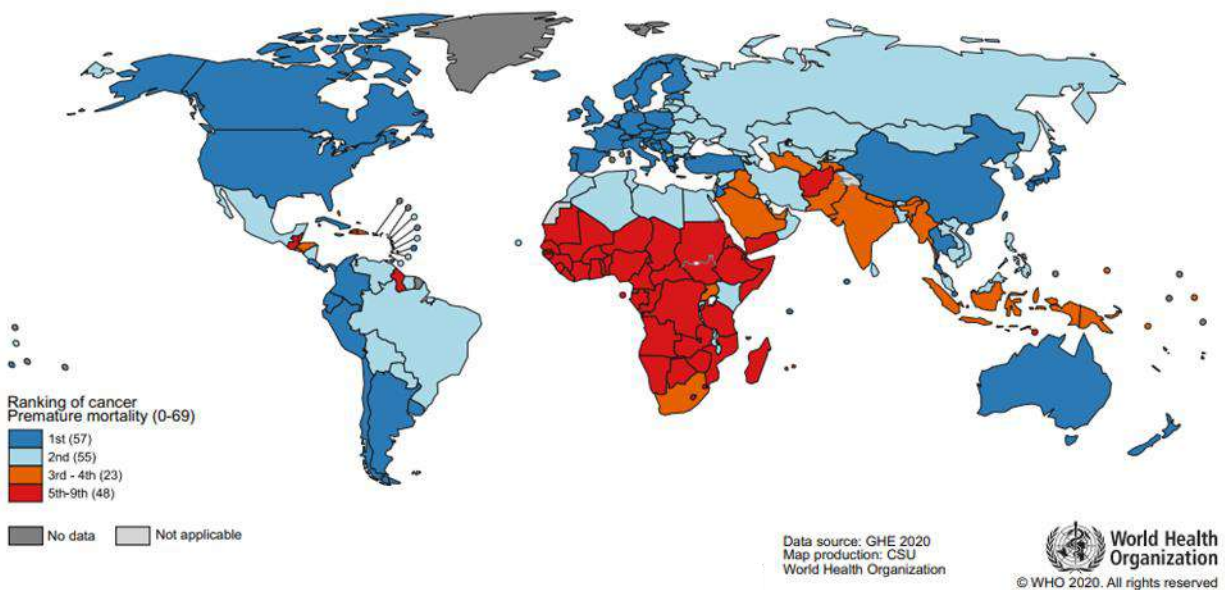 Ranking of cancer
Premature mortality (0-69)
1st (57)
2nd (55)
3rd - 4th (23)
5th-9th (48)
No data
Not applicable
Data source: GHE 2020
Map production: CSU
World Health Organization
World Health
Organization
© WHO 2020. All rights reserved